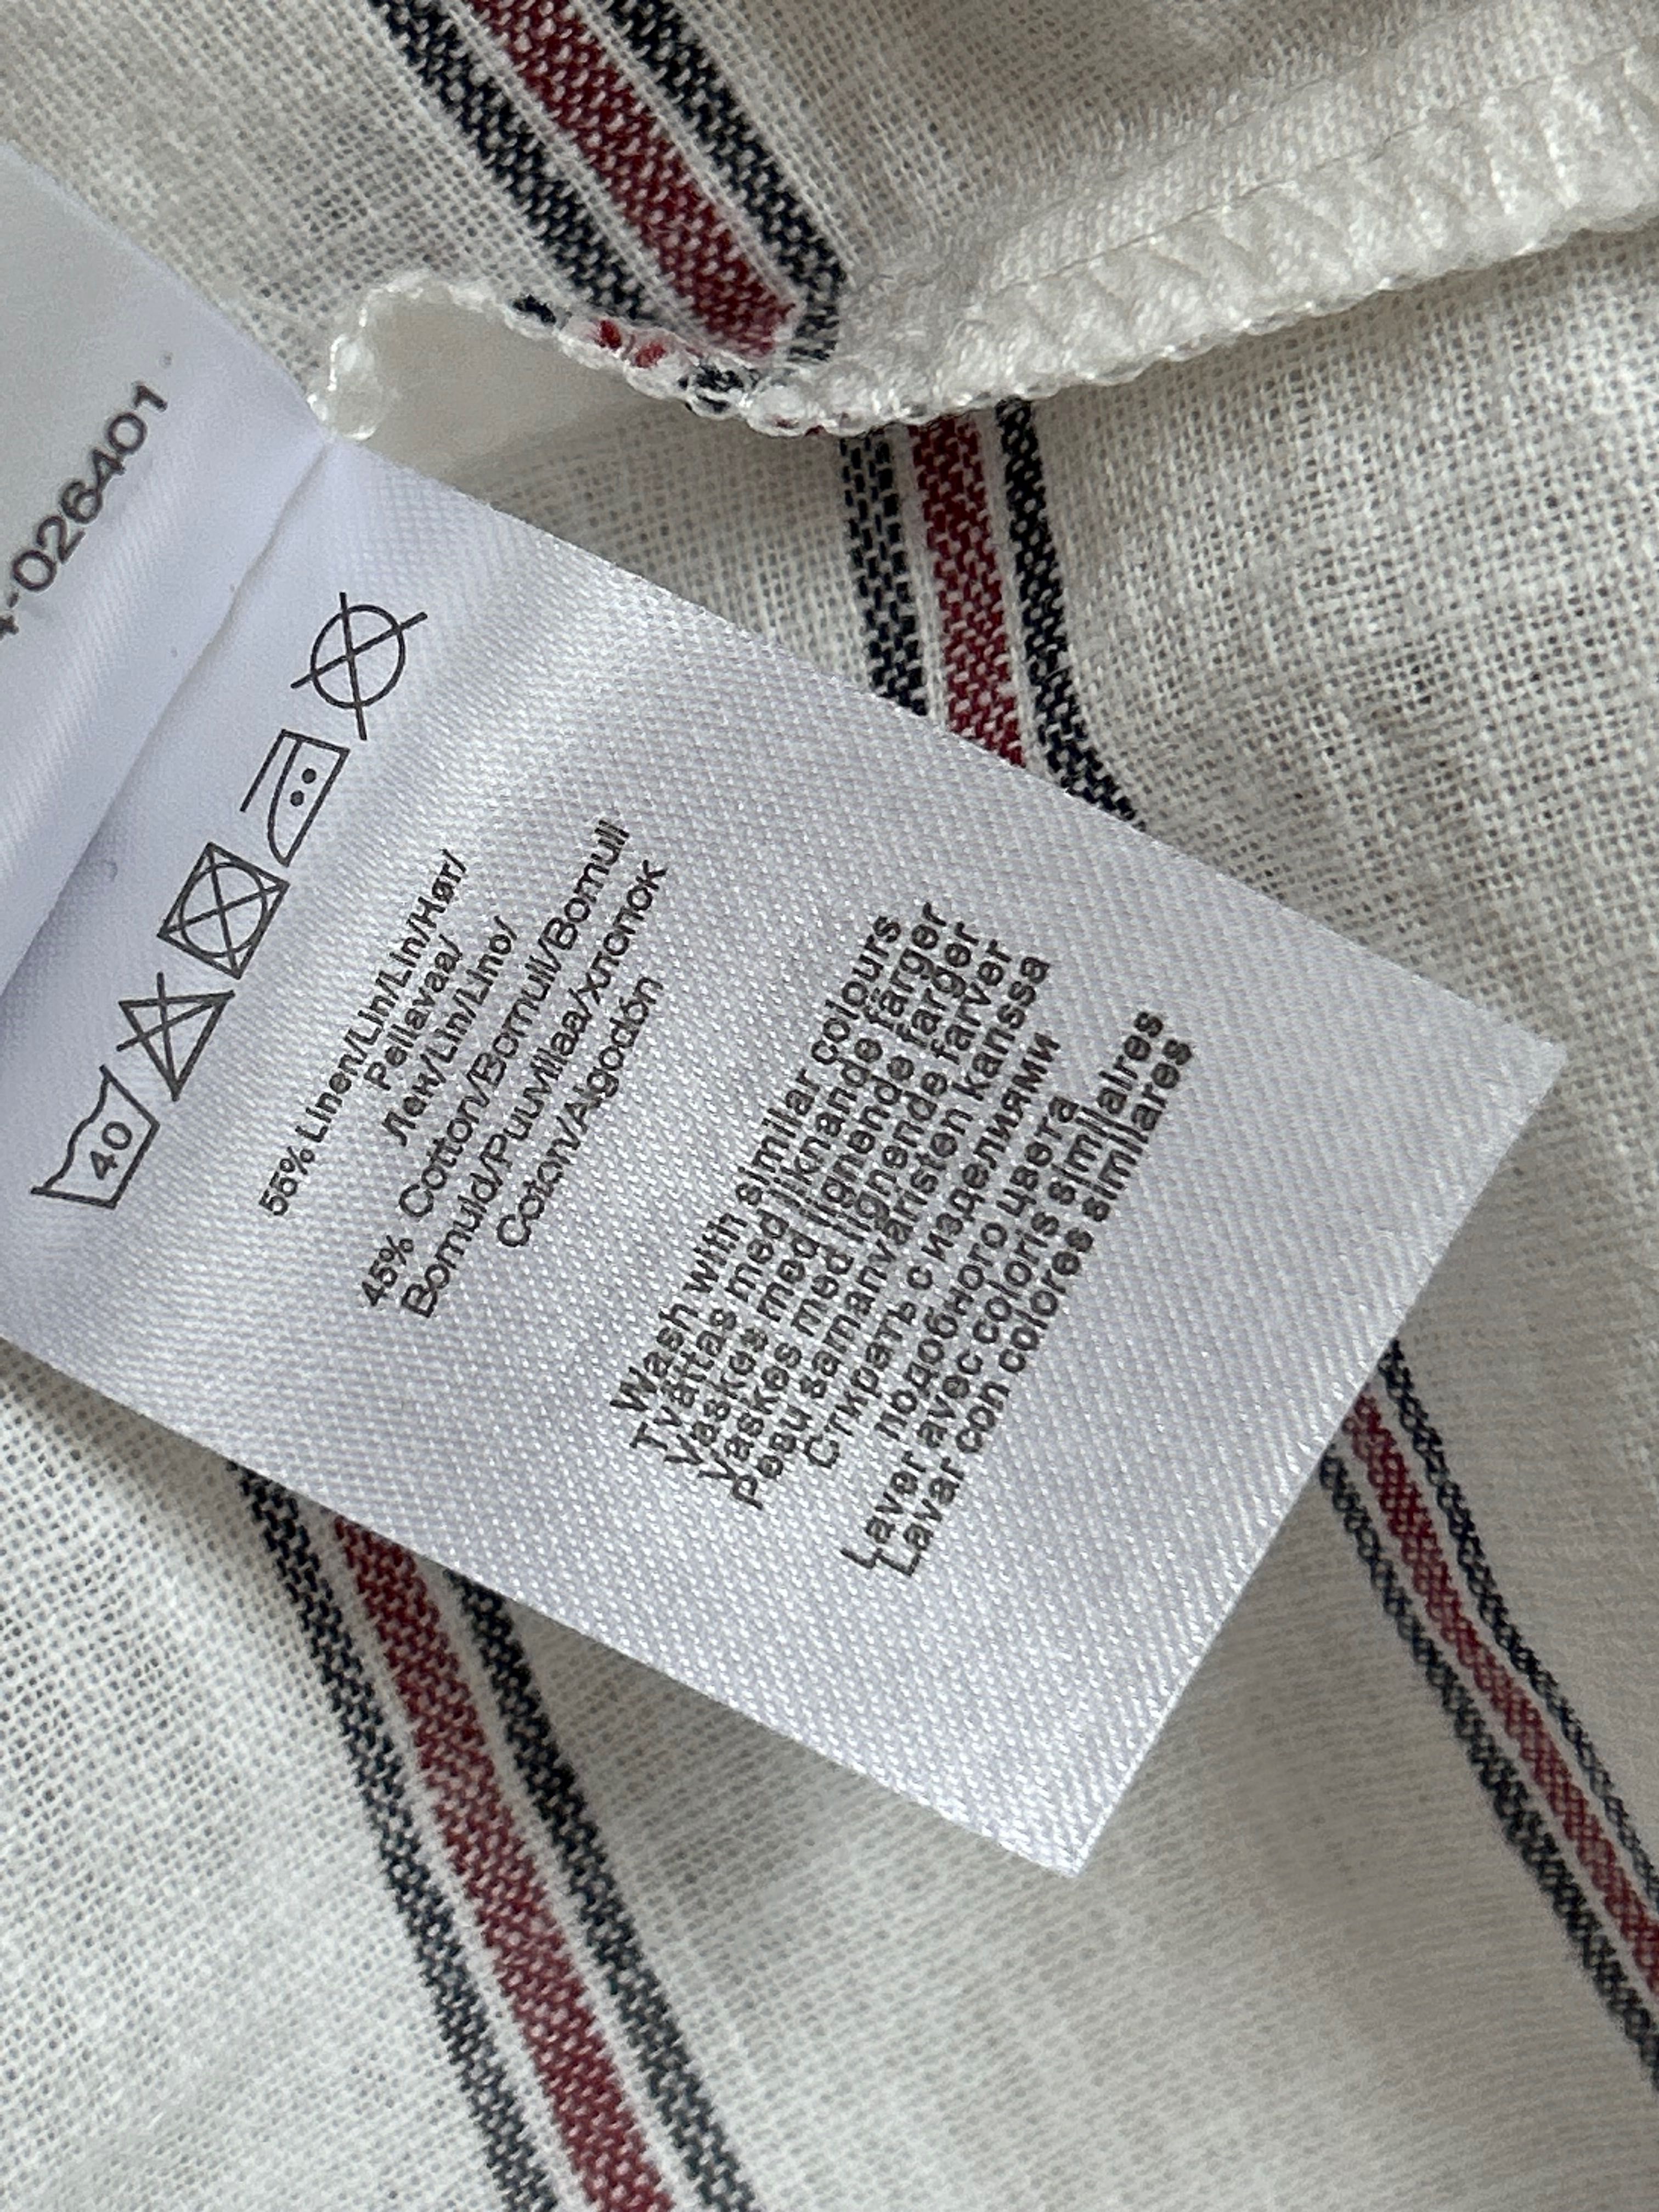 -026401
40
55% Linen/Lin/Lin/Lin/Hør/
Pellavaa/
Лен/Lin/Lino/
45% Cotton/Bomull/Bomull
Bomuld/Puuvillaa/хлопок
Coton/Algodón
Wash with similar colours
Tvättas med liknande färger
Vaskes med lignende farger
Vaskes med lignende farver
Pesu samanväristen kanssa
Стирать с изделиями
подобного цвета
Laver avec coloris similaires
Lavar con colores similares